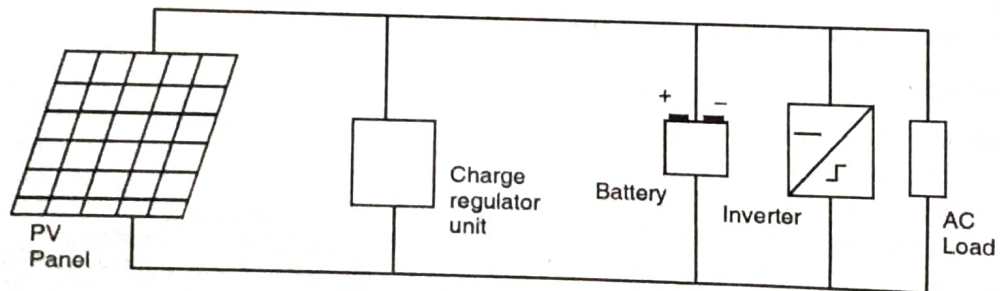 PV
Panel
Charge
regulator
unit
+ −
Battery
Inverter
AC
Load